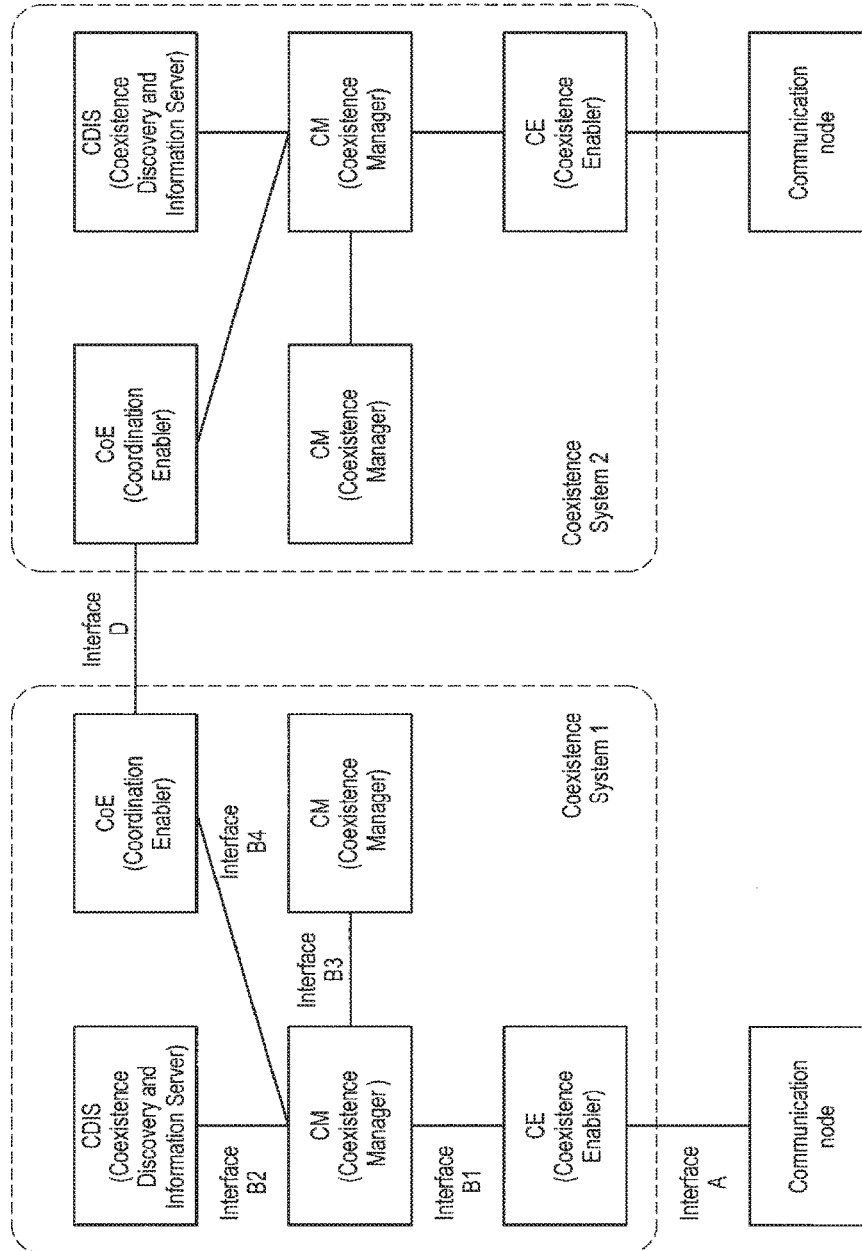 CDIS
(Coexistence
Discovery and
Information Server)
CoE
(Coordination
Enabler)
Interface
D
CoE
(Coordination
Enabler)
CDIS
(Coexistence
Discovery and
Information Server)
Interface
B2
Interface
B4
CM
(Coexistence
Manager )
Interface
B3
CM
(Coexistence
Manager)
CM
(Coexistence
Manager)
CM
(Coexistence
Manager)
Interface
B1
CE
(Coexistence
Enabler)
Coexistence
System 1
Coexistence
System 2
CE
(Coexistence
Enabler)
Interface
A
Communication
node
Communication
node